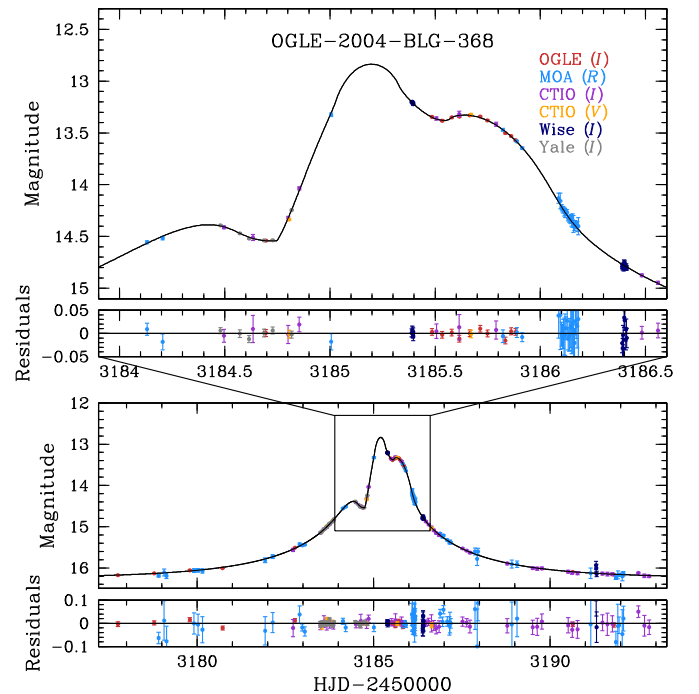 12.5
OGLE-2004-BLG-368
OGLE (I)
MOA (R)
CTIO (I)
CTIO (V)
Wise (I)
Yale (I)
13
13.5
14
14.5
15
Magnitude
0.05
0
-0.05
Residuals
3184 3184.5 3185 3185.5 3186 3186.5
12
13
14
15
16
Magnitude
0.1
0
-0.1
Residuals
3180 3185 3190
HJD-2450000